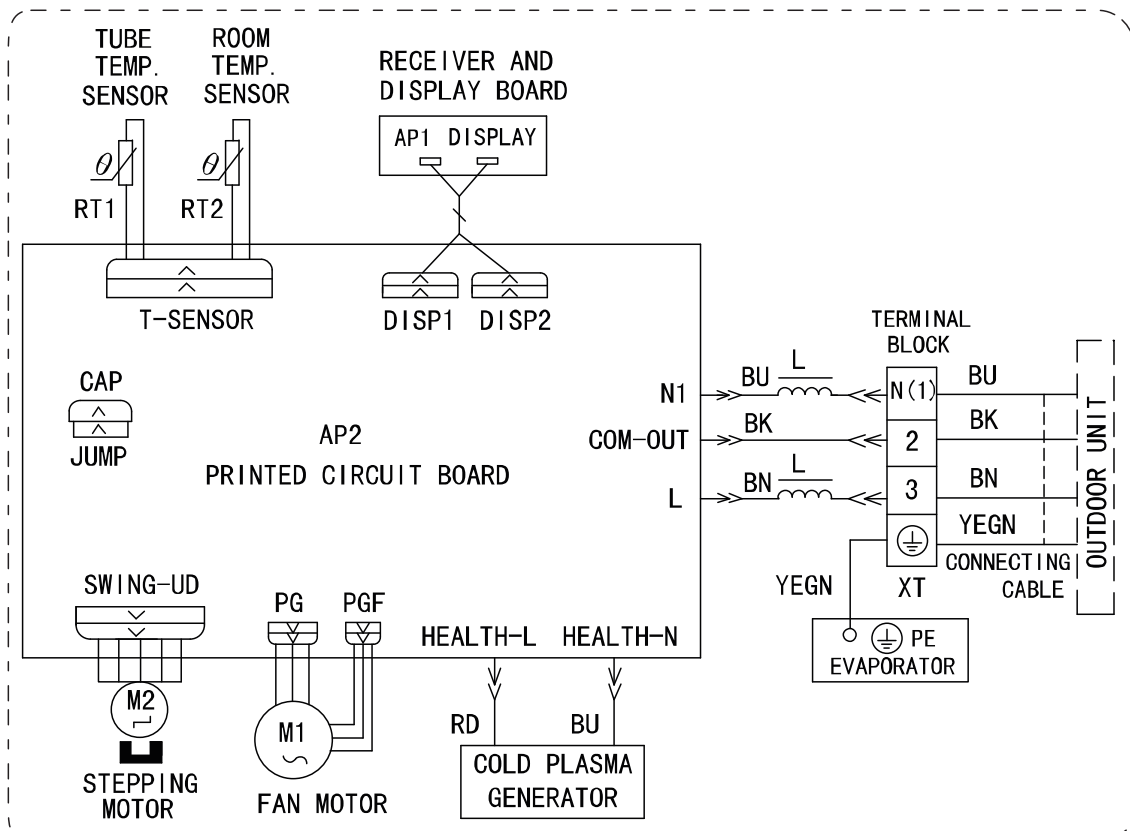 TUBE
TEMP.
SENSOR
ROOM
TEMP.
SENSOR
RECEIVER AND
DISPLAY BOARD
AP1 DISPLAY
θ
RT1
θ
RT2
T-SENSOR
DISP1
DISP2
CAP
JUMP
AP2
PRINTED CIRCUIT BOARD
N1
COM-OUT
L
BU
L
BK
BN
L
TERMINAL
BLOCK
N(1)
2
3
XT
BU
BK
BN
YEGN
CONNECTING
CABLE
OUTDOOR UNIT
YEGN
PE
EVAPORATOR
SWING-UD
PG
PGF
HEALTH-L
HEALTH-N
M2
STEPPING
MOTOR
M1
FAN MOTOR
RD
BU
COLD PLASMA
GENERATOR